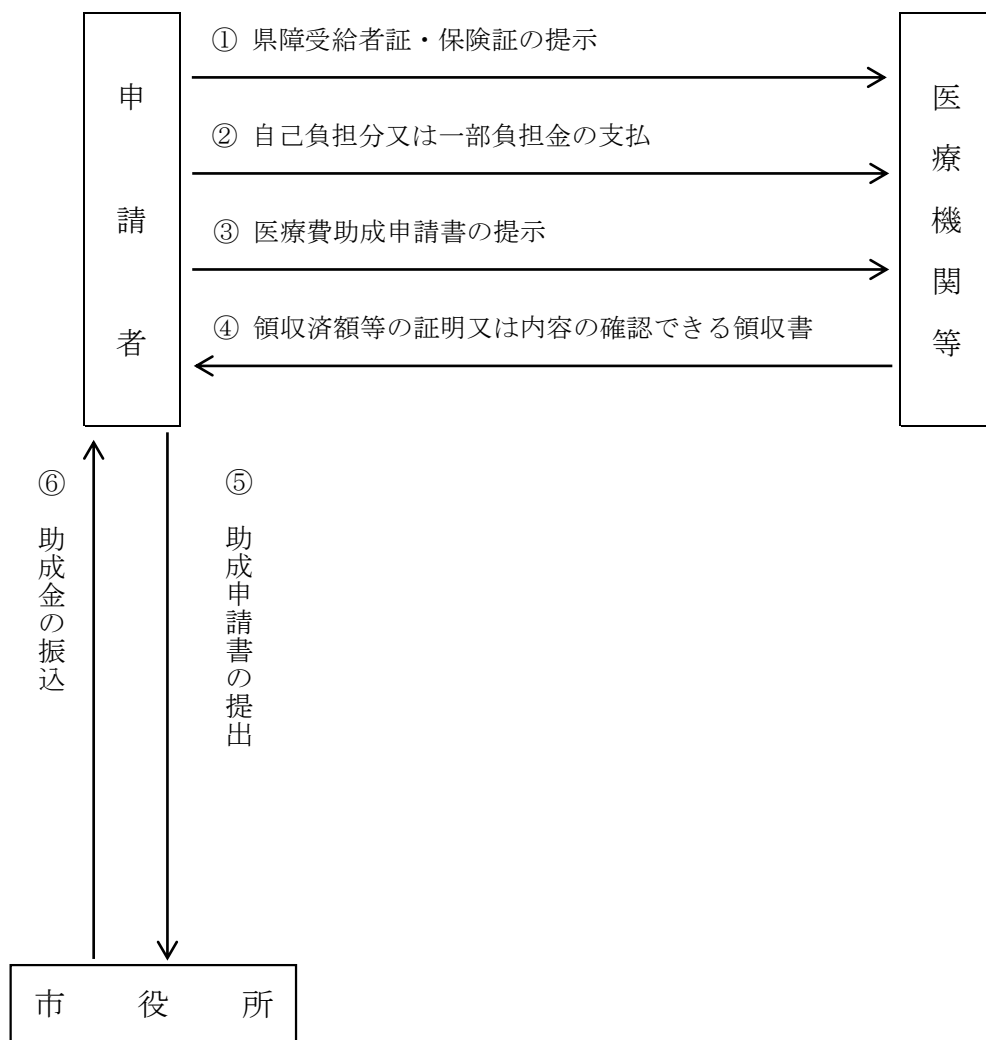 申請者
① 県障受給者証・保険証の提示
② 自己負担分又は一部負担金の支払
③ 医療費助成申請書の提示
④ 領収済額等の証明又は内容の確認できる領収書
医療機関等
⑥ 助成金の振込
⑤ 助成申請書の提出
市役所